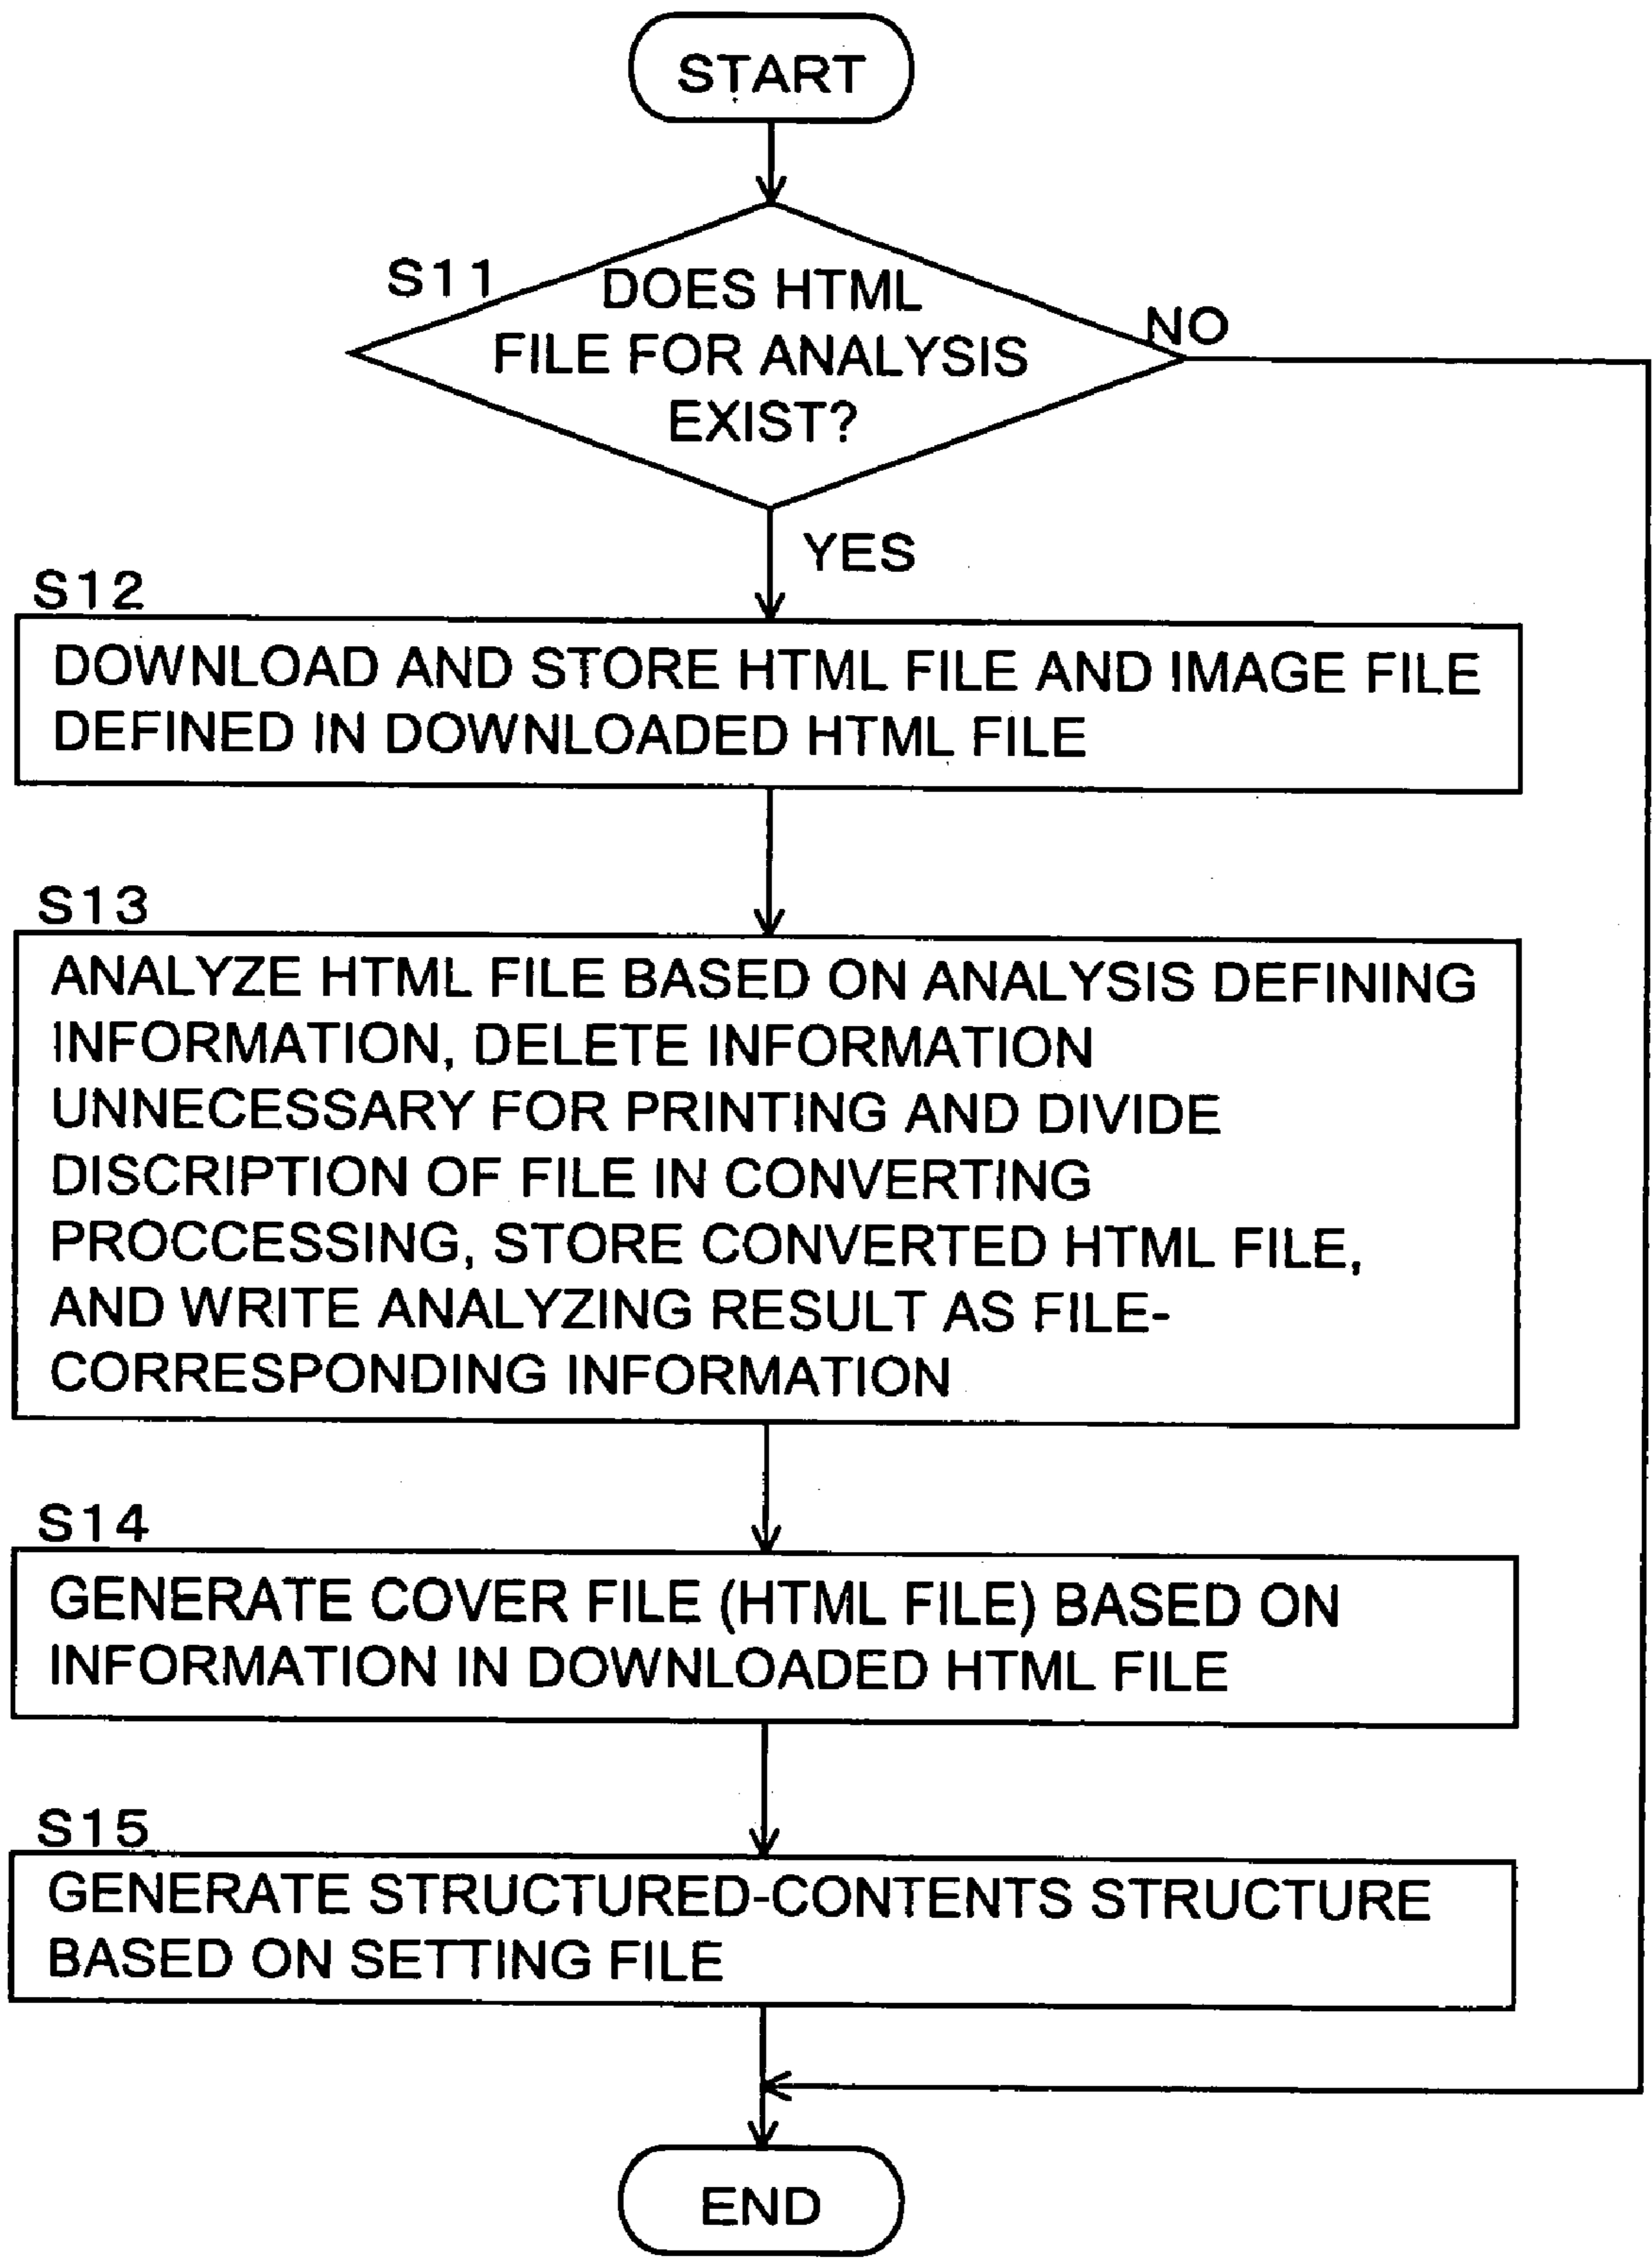 START
S11
DOES HTML
FILE FOR ANALYSIS
EXIST?
NO
YES
S12
DOWNLOAD AND STORE HTML FILE AND IMAGE FILE
DEFINED IN DOWNLOADED HTML FILE
S13
ANALYZE HTML FILE BASED ON ANALYSIS DEFINING
INFORMATION, DELETE INFORMATION
UNNECESSARY FOR PRINTING AND DIVIDE
DISCRIPTION OF FILE IN CONVERTING
PROCCESSING, STORE CONVERTED HTML FILE,
AND WRITE ANALYZING RESULT AS FILE-
CORRESPONDING INFORMATION
S14
GENERATE COVER FILE (HTML FILE) BASED ON
INFORMATION IN DOWNLOADED HTML FILE
S15
GENERATE STRUCTURED-CONTENTS STRUCTURE
BASED ON SETTING FILE
END